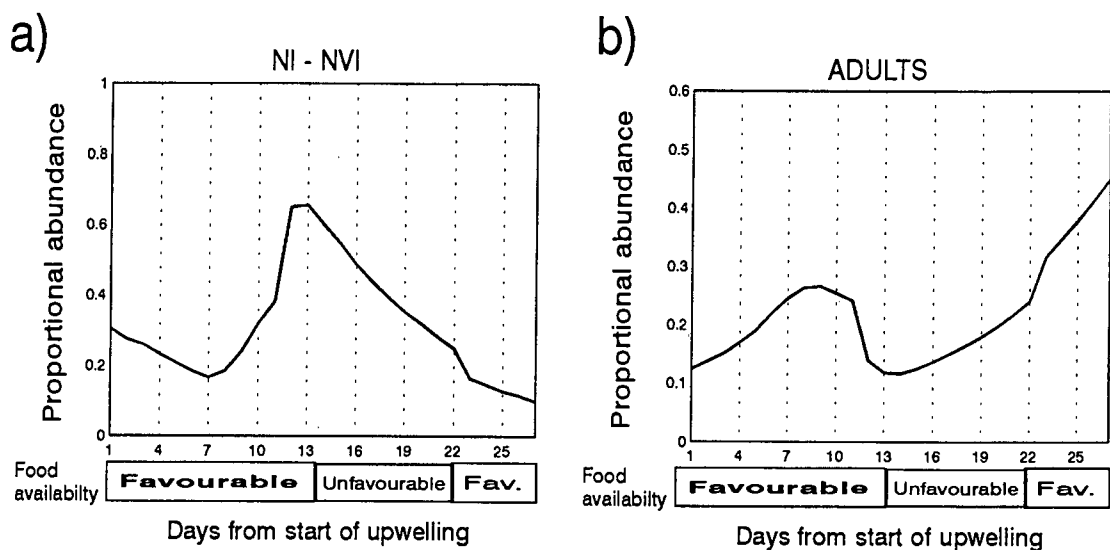 a)
NI - NVI
Proportional abundance
1
0.8
0.6
0.4
0.2
0
1 4 7 10 13 16 19 22 25
Food
availabilty
Favourable Unfavourable Fav.
Days from start of upwelling
b)
ADULTS
Proportional abundance
0.6
0.5
0.4
0.3
0.2
0.1
0
1 4 7 10 13 16 19 22 25
Food
availabilty
Favourable Unfavourable Fav.
Days from start of upwelling